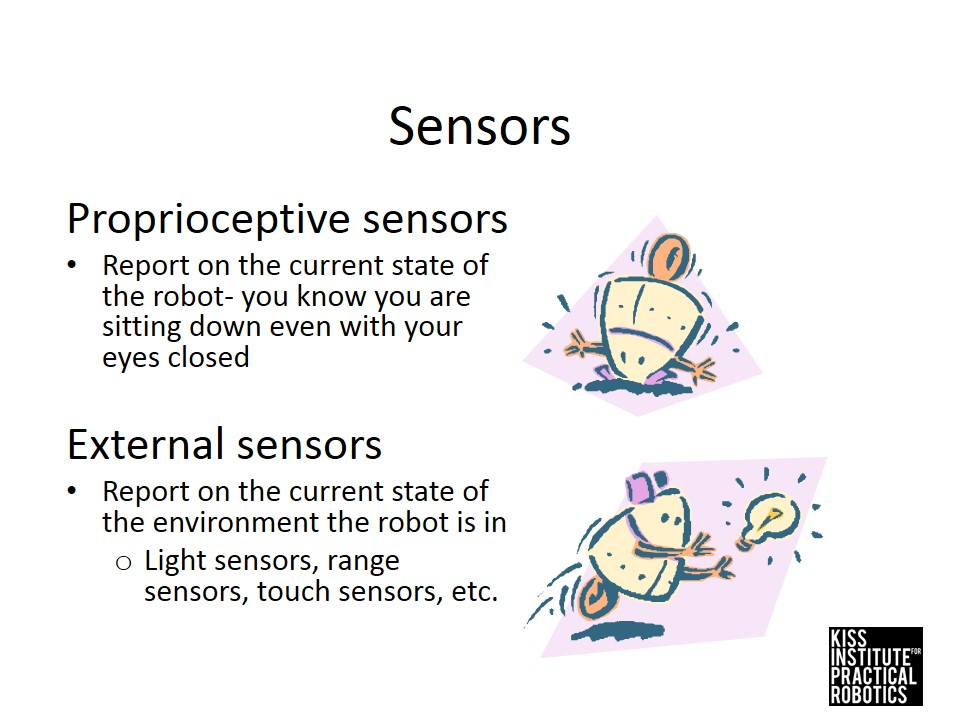 Sensors
Proprioceptive sensors
• Report on the current state of
the robot- you know you are
sitting down even with your
eyes closed
External sensors
• Report on the current state of
the environment the robot is in
o Light sensors, range
sensors, touch sensors, etc.
KISS
INSTITUTE FOR
PRACTICAL
ROBOTICS